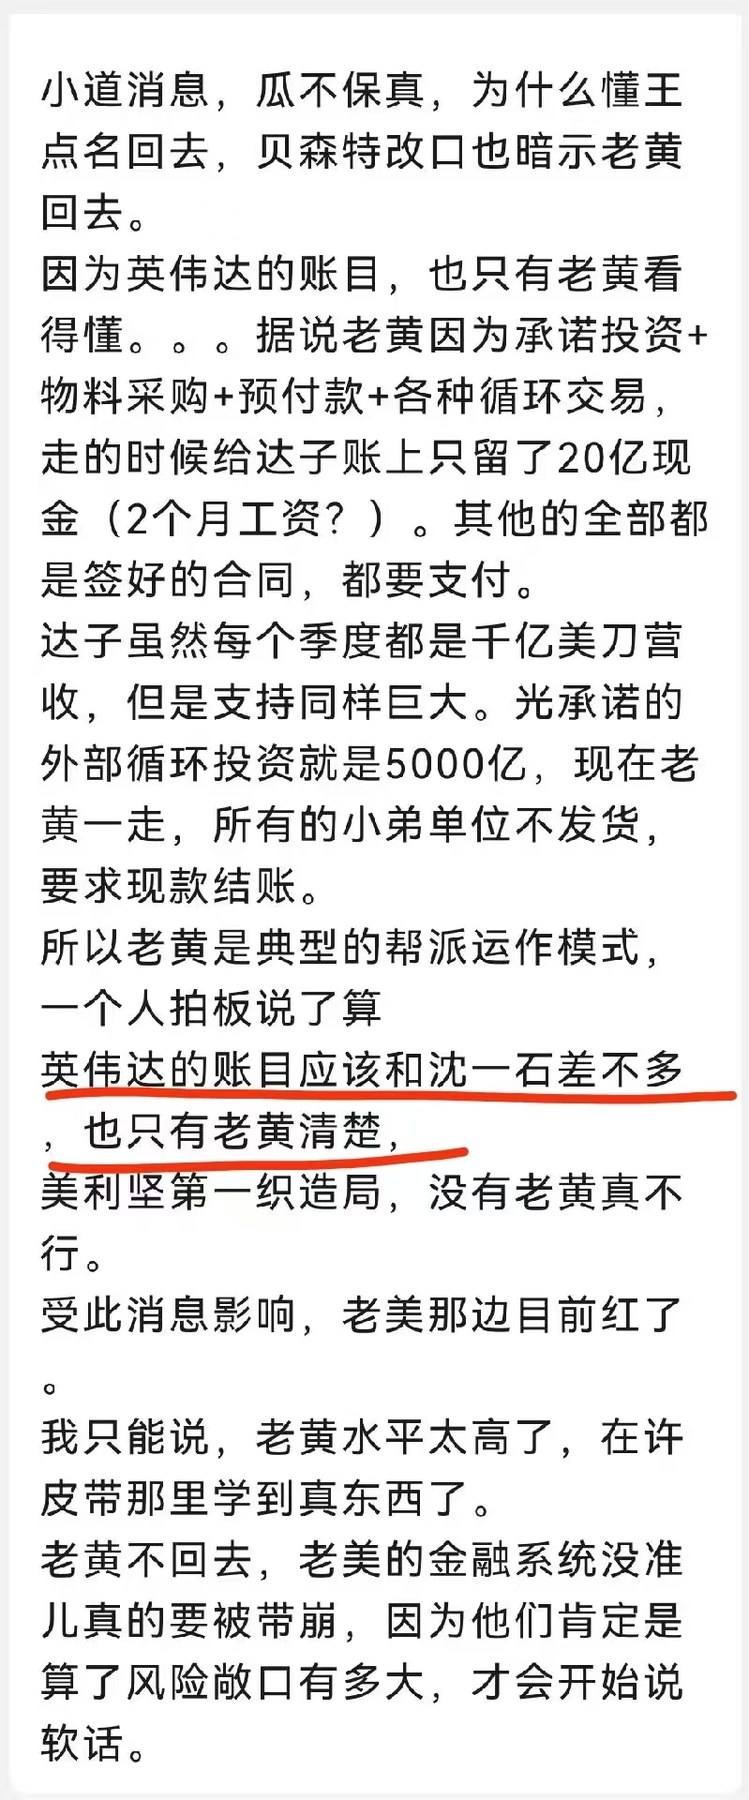 小道消息，瓜不保真，为什么懂王
点名回去，贝森特改口也暗示老黄
回去。
因为英伟达的账目，也只有老黄看
得懂。。。据说老黄因为承诺投资+
物料采购+预付款+各种循环交易，
走的时候给达子账上只留了20亿现
金（2个月工资？）。其他的全部都
是签好的合同，都要支付。
达子虽然每个季度都是千亿美刀营
收，但是支持同样巨大。光承诺的
外部循环投资就是5000亿，现在老
黄一走，所有的小弟单位不发货，
要求现款结账。
所以老黄是典型的帮派运作模式，
一个人拍板说了算
英伟达的账目应该和沈一石差不多
，也只有老黄清楚，
美利坚第一织造局，没有老黄真不
行。
受此消息影响，老美那边目前红了
。
我只能说，老黄水平太高了，在许
皮带那里学到真东西了。
老黄不回去，老美的金融系统没准
儿真的要被带崩，因为他们肯定是
算了风险敞口有多大，才会开始说
软话。